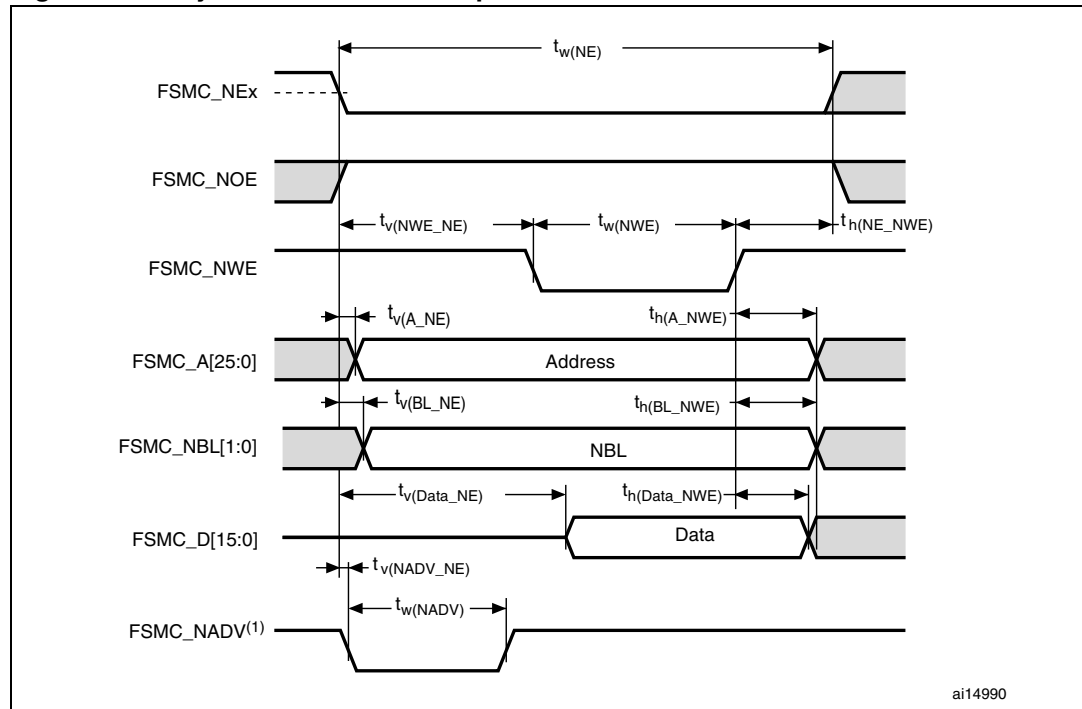 tw(NE)
FSMC_NEx
FSMC_NOE
tv(NWE_NE) tw(NWE) th(NE_NWE)
FSMC_NWE
tv(A_NE) th(A_NWE)
FSMC_A[25:0] Address
tv(BL_NE) th(BL_NWE)
FSMC_NBL[1:0] NBL
tv(Data_NE) th(Data_NWE)
FSMC_D[15:0] Data
tv(NADV_NE)
tw(NADV)
FSMC_NADV(1)
ai14990